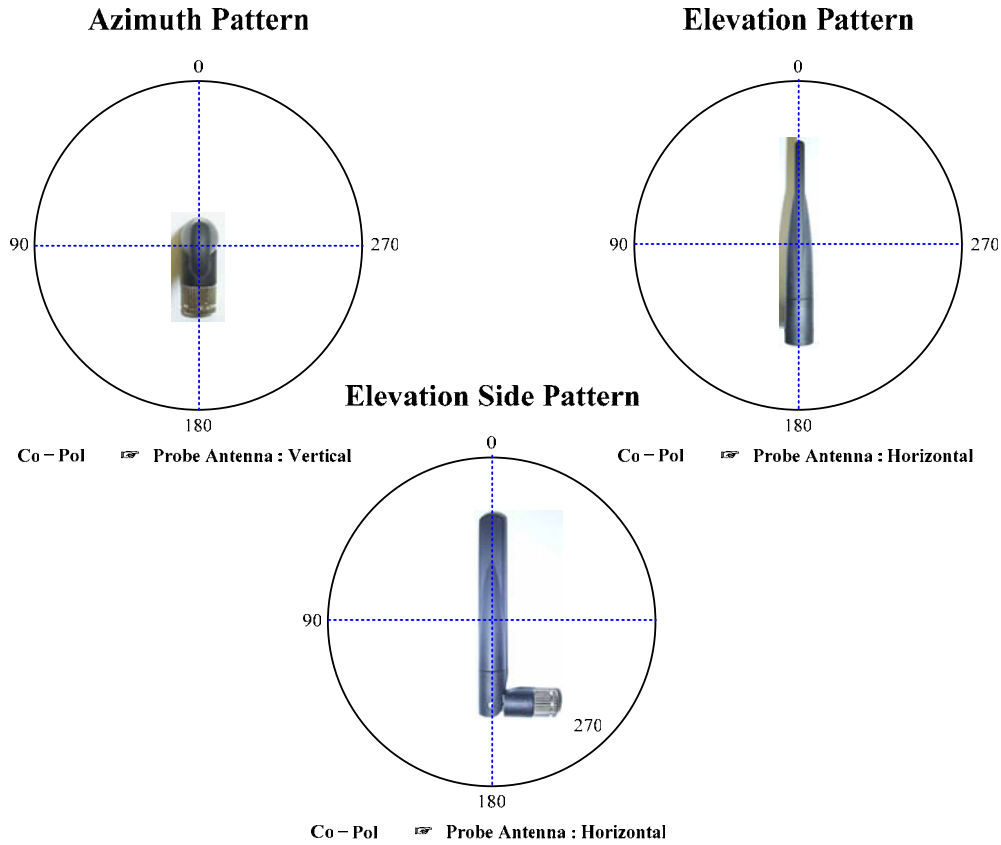 Azimuth Pattern
0
90
270
180
Co – Pol ☞ Probe Antenna : Vertical
Elevation Pattern
0
90
270
180
Co – Pol ☞ Probe Antenna : Horizontal
Elevation Side Pattern
0
90
270
180
Co – Pol ☞ Probe Antenna : Horizontal